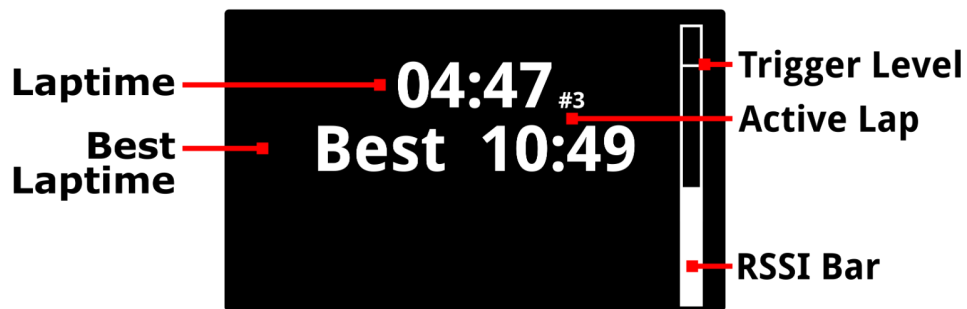 Laptime
Best
Laptime
04:47 #3
Best 10:49
Trigger Level
Active Lap
RSSI Bar